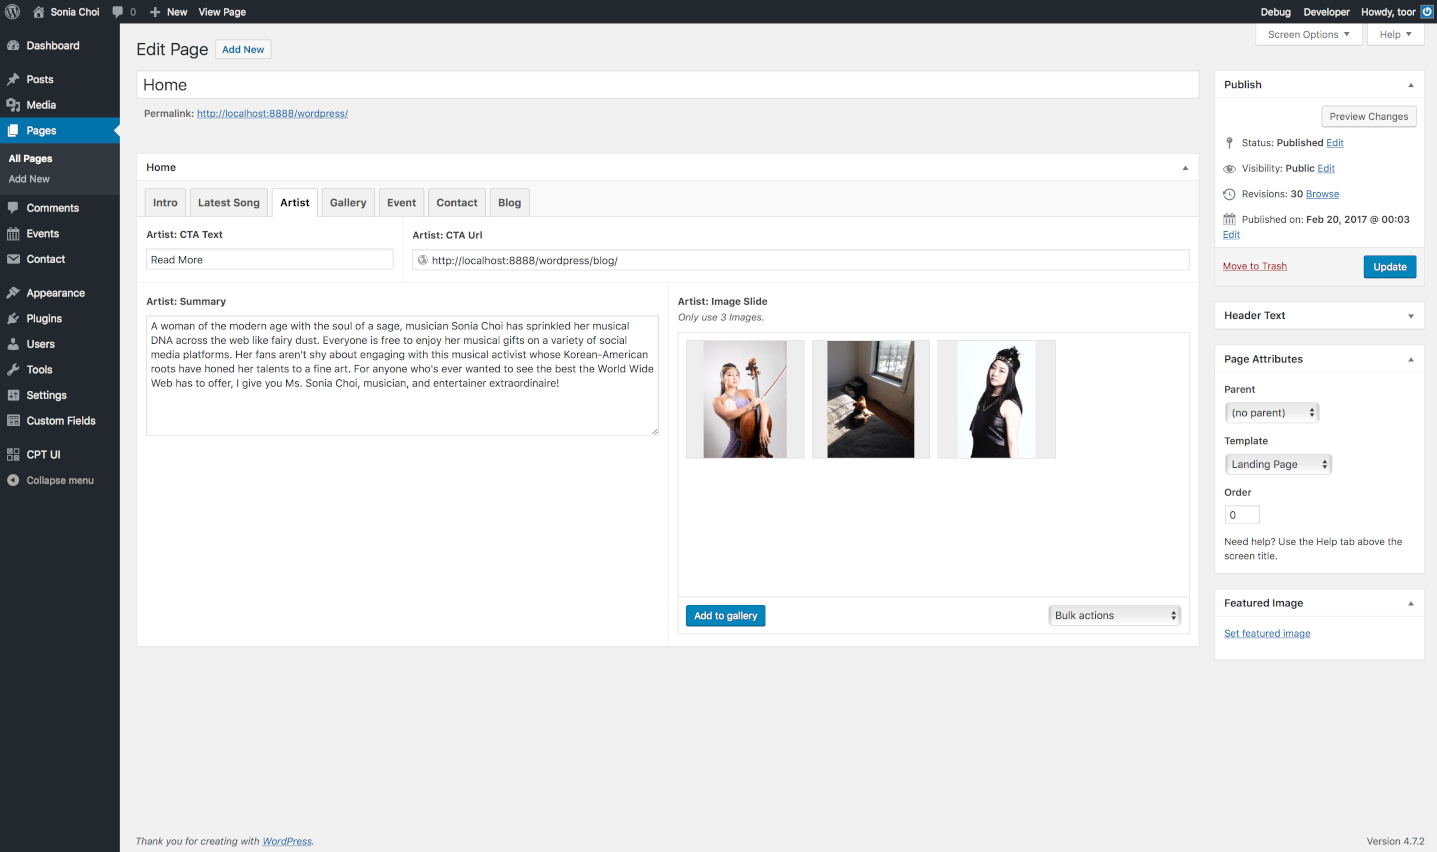 Sonia Choi 0 New View Page Debug Developer Howdy, toor
Screen Options Help
Dashboard
Posts
Media
Pages
All Pages
Add New
Comments
Events
Contact
Appearance
Plugins
Users
Tools
Settings
Custom Fields
CPT UI
Collapse menu
Edit Page Add New
Home
Permalink: http://localhost:8888/wordpress/
Home
Intro Latest Song Artist Gallery Event Contact Blog
Artist: CTA Text
Read More
Artist: CTA Url
http://localhost:8888/wordpress/blog/
Artist: Summary
A woman of the modern age with the soul of a sage, musician Sonia Choi has sprinkled her musical
DNA across the web like fairy dust. Everyone is free to enjoy her musical gifts on a variety of social
media platforms. Her fans aren't shy about engaging with this musical activist whose Korean-American
roots have honed her talents to a fine art. For anyone who's ever wanted to see the best the World Wide
Web has to offer, I give you Ms. Sonia Choi, musician, and entertainer extraordinaire!
Artist: Image Slide
Only use 3 Images.
Add to gallery Bulk actions
Publish
Preview Changes
Status: Published Edit
Visibility: Public Edit
Revisions: 30 Browse
Published on: Feb 20, 2017 @ 00:03
Edit
Move to Trash Update
Header Text
Page Attributes
Parent
(no parent)
Template
Landing Page
Order
0
Need help? Use the Help tab above the
screen title.
Featured Image
Set featured image
Thank you for creating with WordPress. Version 4.7.2